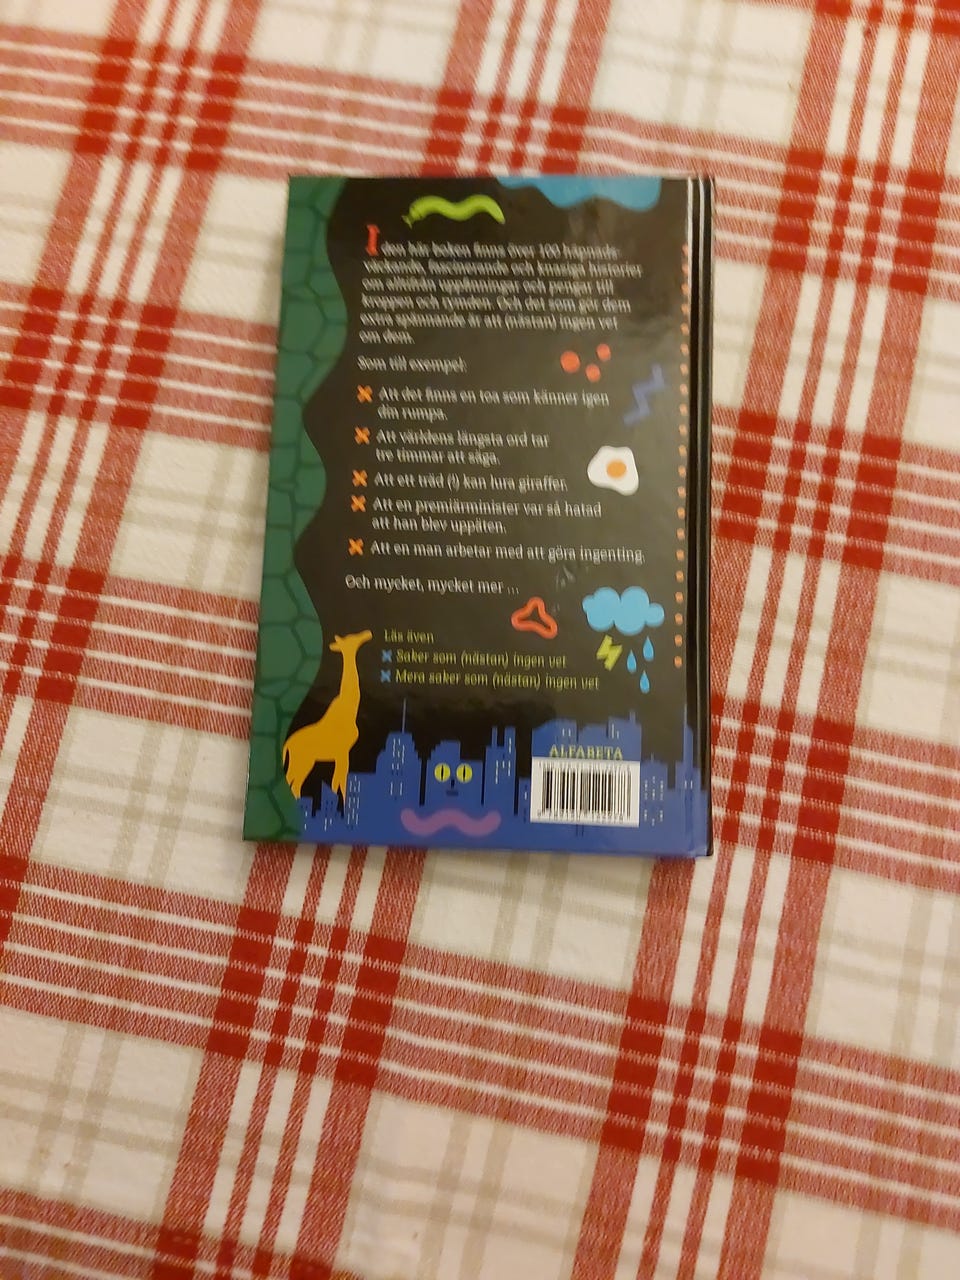 I den här boken finns över 100 häpnads-
väckande, fascinerande och knasiga historier
om alltifrån uppfinningar och pengar till
kroppen och rymden. Och det som gör dem
extra spännande är att (nästan) ingen vet
om dem.
Som till exempel:
Att det finns en toa som känner igen
din rumpa.
Att världens längsta ord tar
tre timmar att säga.
Att ett träd (!) kan lura giraffer.
Att en premiärminister var så hatad
att han blev uppäten.
Att en man arbetar med att göra ingenting.
Och mycket, mycket mer ...
Läs även
Saker som (nästan) ingen vet
Mera saker som (nästan) ingen vet
ALFABETA